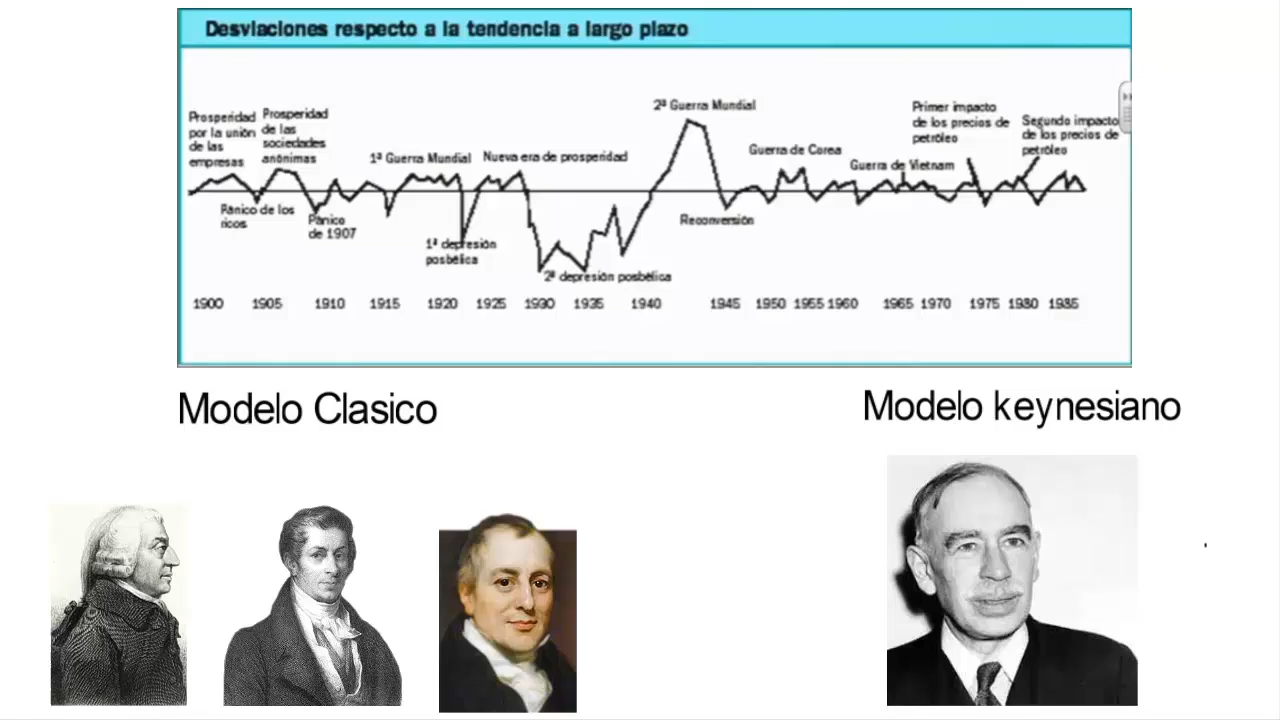 Desviaciones respecto a la tendencia a largo plazo
Prosperidad
por la unión
de las
empresas
Prosperidad
de las
sociedades
anónimas
1ª Guerra Mundial
Nueva era de prosperidad
2ª Guerra Mundial
Guerra de Corea
Guerra de Vietnam
Primer impacto
de los precios de
petróleo
Segundo impacto
de los precios de
petróleo
Pánico de los
ricos
Pánico
de 1907
1ª depresión
posbélica
2ª depresión posbélica
Reconversión
1900 1905 1910 1915 1920 1925 1930 1935 1940 1945 1950 1955 1960 1965 1970 1975 1980 1985
Modelo Clasico
Modelo keynesiano